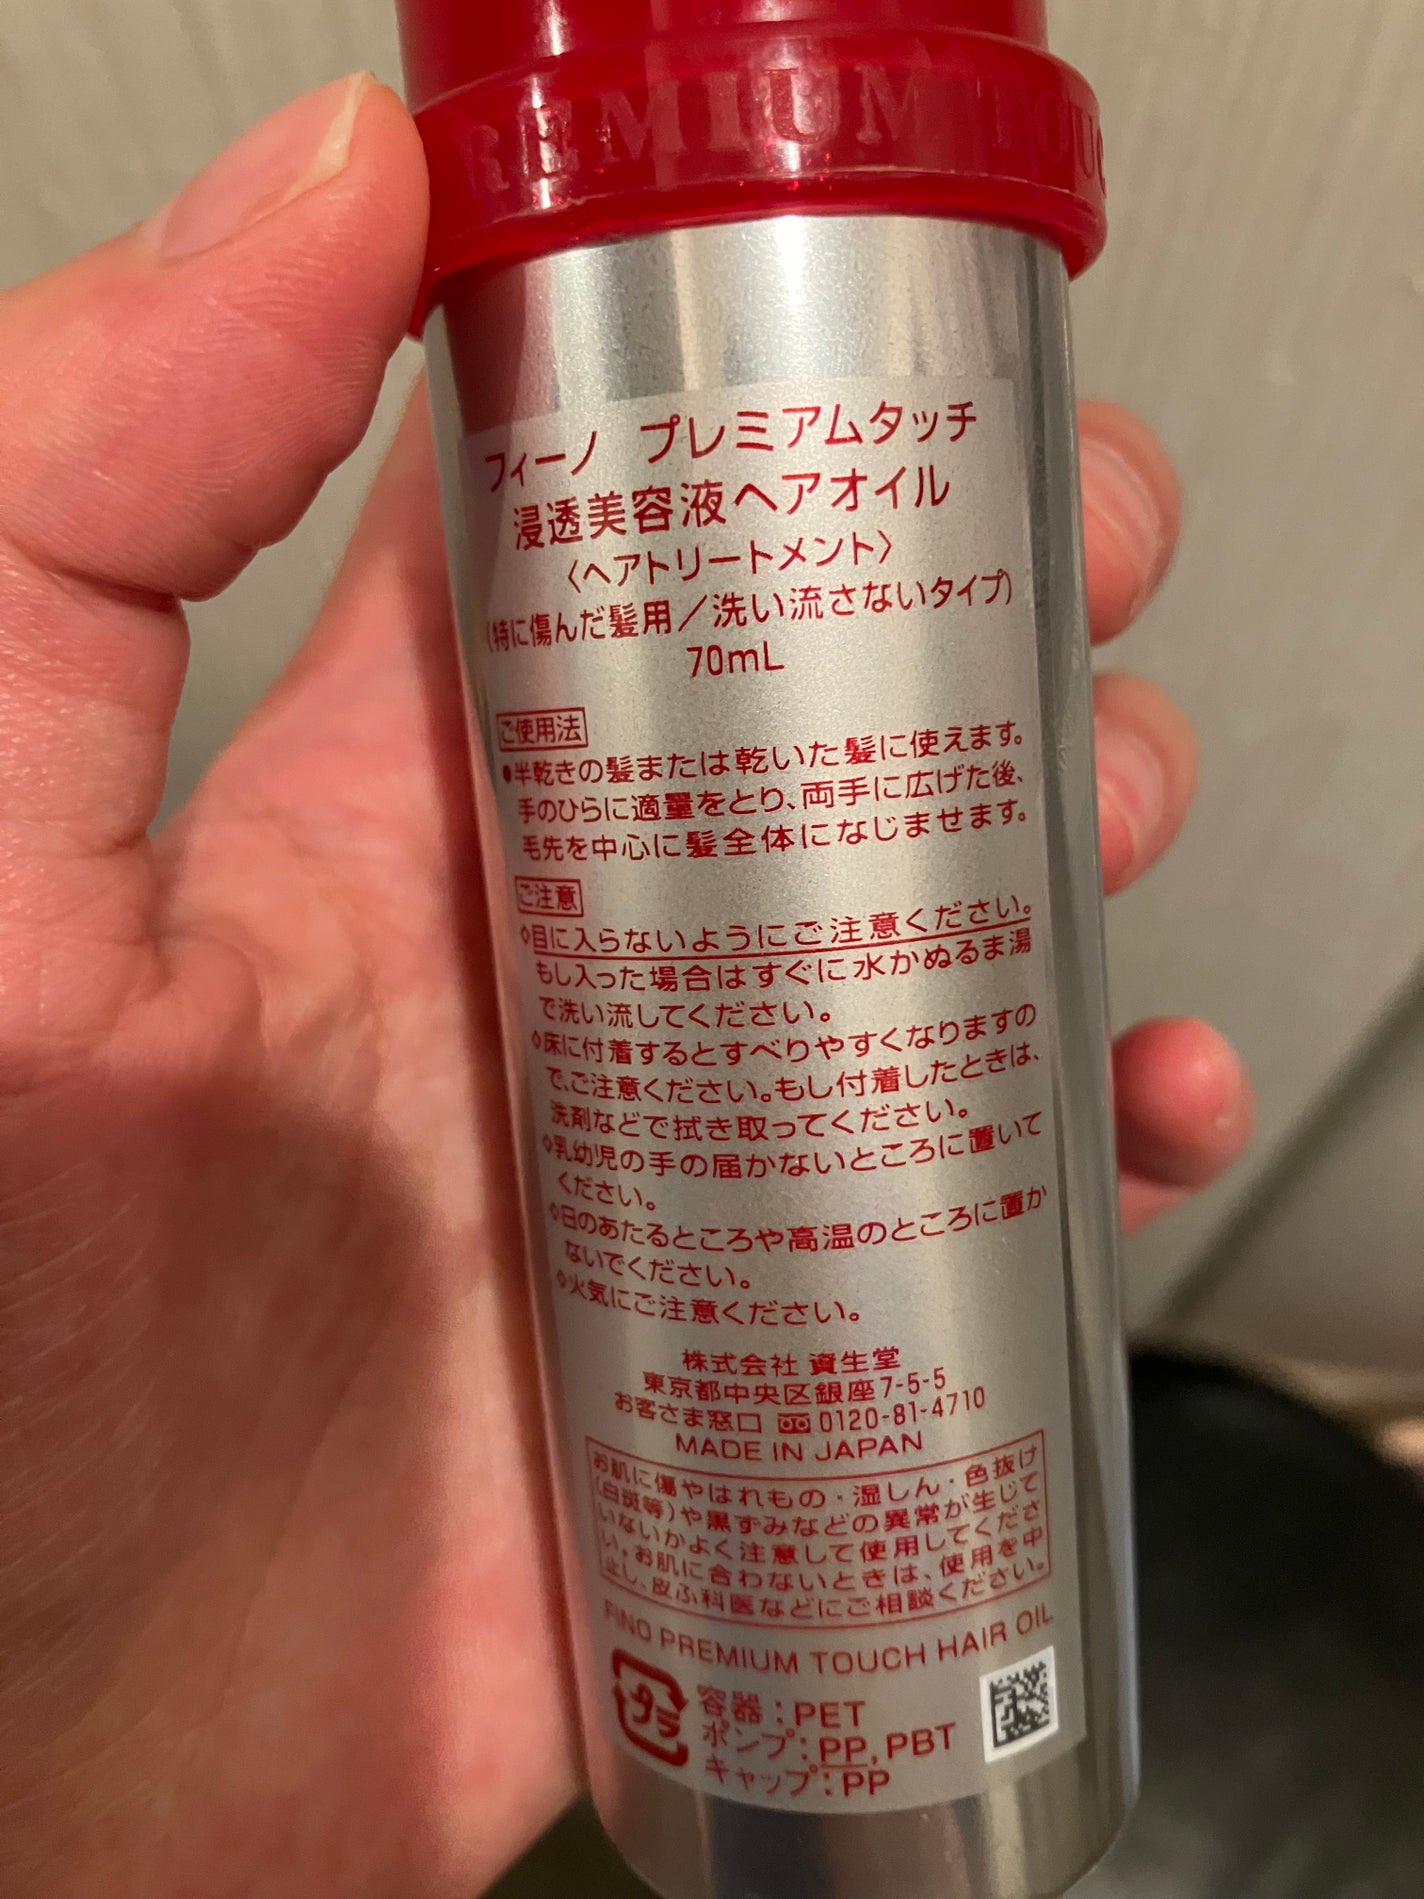 PREMIUM TOUC
フィーノ プレミアムタッチ
浸透美容液ヘアオイル
〈ヘアトリートメント〉
(特に傷んだ髪用／洗い流さないタイプ)
70mL
ご使用法
●半乾きの髪または乾いた髪に使えます。
手のひらに適量をとり、両手に広げた後、
毛先を中心に髪全体になじませます。
ご注意
◇目に入らないようにご注意ください。
もし入った場合はすぐに水かぬるま湯
で洗い流してください。
◇床に付着するとすべりやすくなりますの
で、ご注意ください。もし付着したときは、
洗剤などで拭き取ってください。
◇乳幼児の手の届かないところに置いて
ください。
◇日のあたるところや高温のところに置か
ないでください。
◇火気にご注意ください。
株式会社 資生堂
東京都中央区銀座7-5-5
お客さま窓口 0120-81-4710
MADE IN JAPAN
お肌に傷やはれもの・湿しん・色抜け
(白斑等)や黒ずみなどの異常が生じて
いないかよく注意して使用してくださ
い。お肌に合わないときは、使用を中
止し、皮ふ科医などにご相談ください。
FINO PREMIUM TOUCH HAIR OIL
プラ
容器：PET
ポンプ：PP, PBT
キャップ：PP